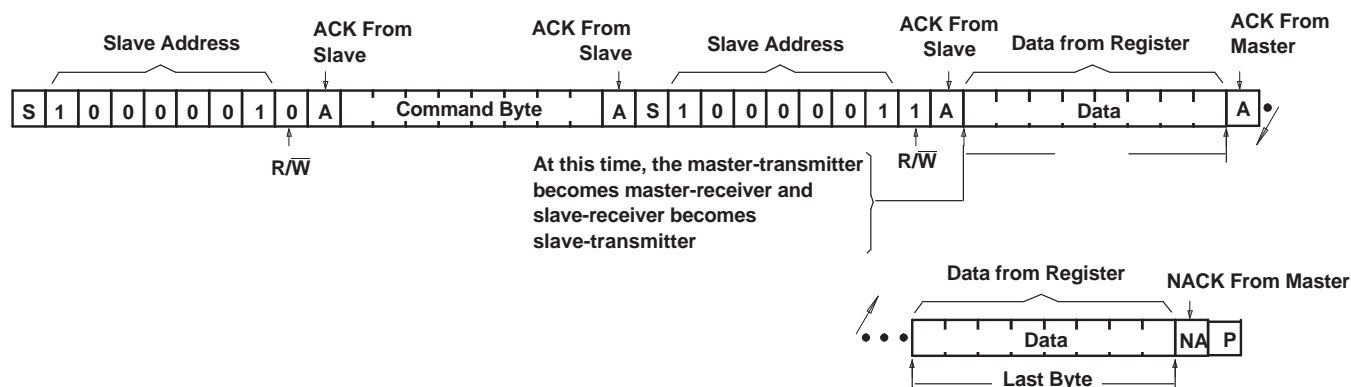 Slave Address
ACK From
Slave
ACK From
Slave
Slave Address
ACK From
Slave
Data from Register
ACK From
Master
S 1 0 0 0 0 0 1 0 A Command Byte A S 1 0 0 0 0 0 1 1 A Data A
R/W̅
At this time, the master-transmitter
becomes master-receiver and
slave-receiver becomes
slave-transmitter
R/W̅
Data from Register
NACK From Master
Data NA P
Last Byte